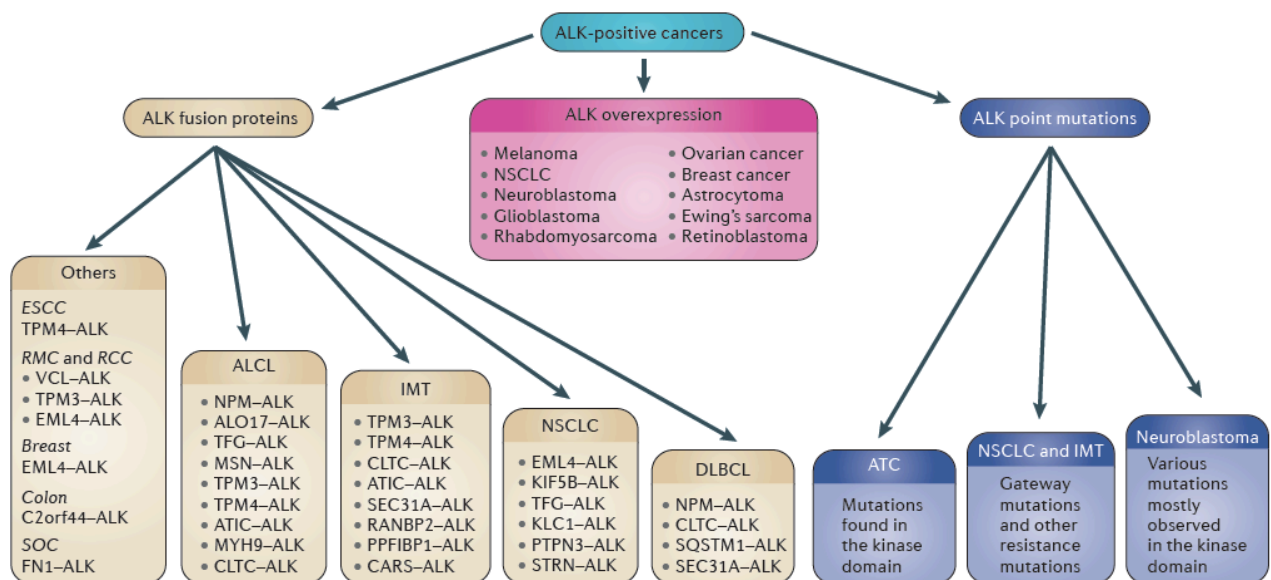 ALK-positive cancers
ALK fusion proteins
ALK overexpression
• Melanoma
• NSCLC
• Neuroblastoma
• Glioblastoma
• Rhabdomyosarcoma
• Ovarian cancer
• Breast cancer
• Astrocytoma
• Ewing's sarcoma
• Retinoblastoma
ALK point mutations
Others
ESCC
TPM4–ALK
RMC and RCC
• VCL–ALK
• TPM3–ALK
• EML4–ALK
Breast
EML4–ALK
Colon
C2orf44–ALK
SOC
FN1–ALK
ALCL
• NPM–ALK
• ALO17–ALK
• TFG–ALK
• MSN–ALK
• TPM3–ALK
• TPM4–ALK
• ATIC–ALK
• MYH9–ALK
• CLTC–ALK
IMT
• TPM3–ALK
• TPM4–ALK
• CLTC–ALK
• ATIC–ALK
• SEC31A–ALK
• RANBP2–ALK
• PPFIBP1–ALK
• CARS–ALK
NSCLC
• EML4–ALK
• KIF5B–ALK
• TFG–ALK
• KLC1–ALK
• PTPN3–ALK
• STRN–ALK
DLBCL
• NPM–ALK
• CLTC–ALK
• SQSTM1–ALK
• SEC31A–ALK
ATC
Mutations
found in
the kinase
domain
NSCLC and IMT
Gateway
mutations
and other
resistance
mutations
Neuroblastoma
Various
mutations
mostly
observed
in the kinase
domain